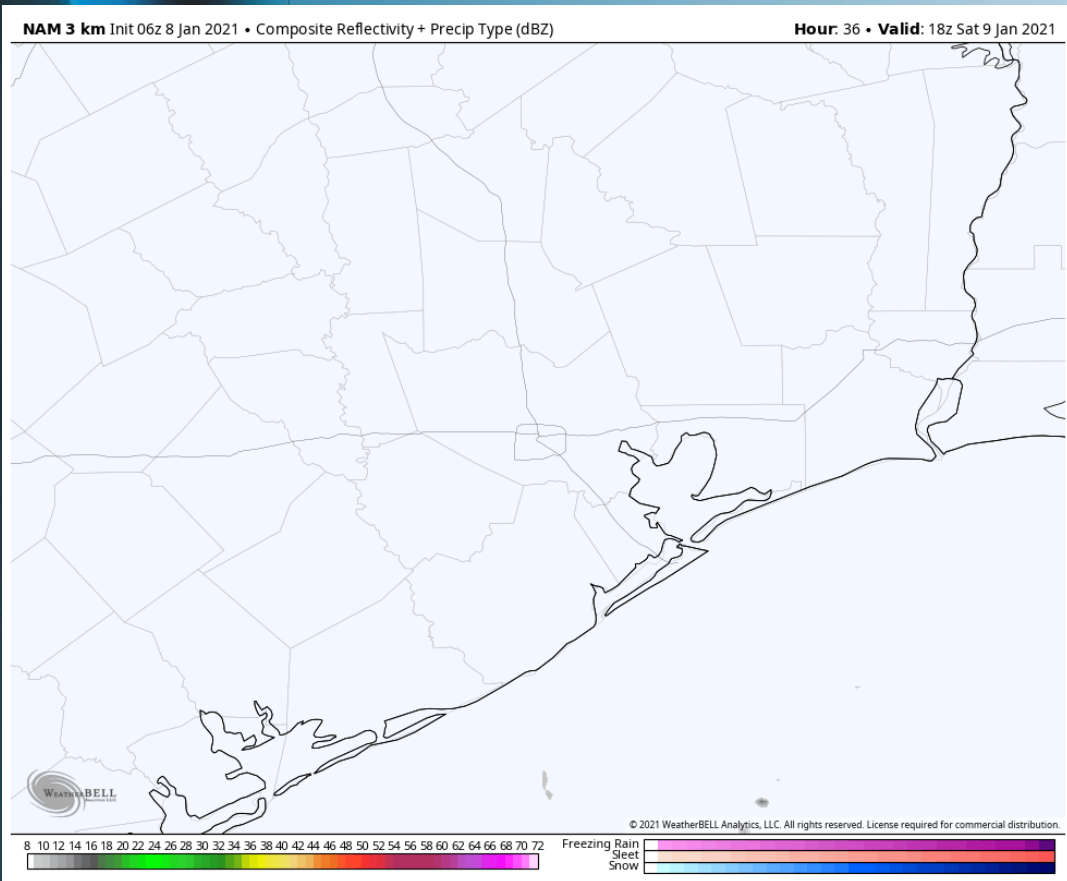 NAM 3 km Init 06z 8 Jan 2021 • Composite Reflectivity + Precip Type (dBZ) Hour: 36 • Valid: 18z Sat 9 Jan 2021
WEATHERBELL
ANALYTICS LLC
© 2021 WeatherBELL Analytics, LLC. All rights reserved. License required for commercial distribution.
8 10 12 14 16 18 20 22 24 26 28 30 32 34 36 38 40 42 44 46 48 50 52 54 56 58 60 62 64 66 68 70 72
Freezing Rain
Sleet
Snow